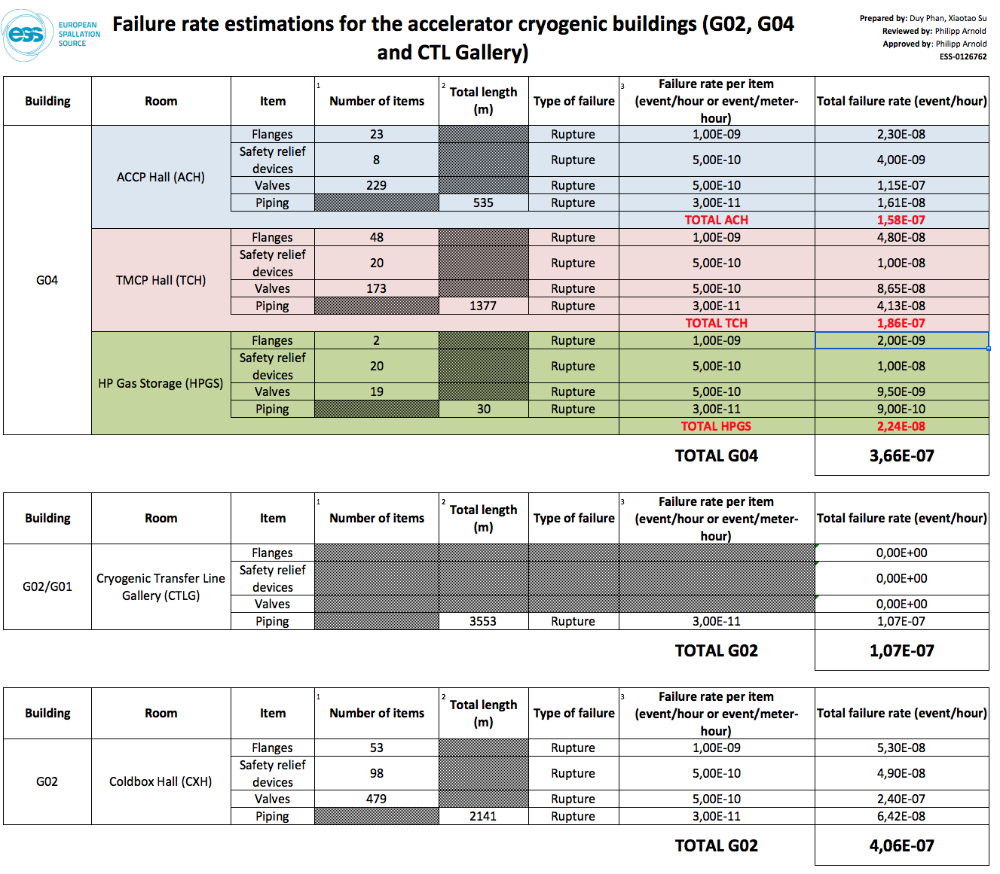 ess
EUROPEAN
SPALLATION
SOURCE
Failure rate estimations for the accelerator cryogenic buildings (G02, G04
and CTL Gallery)
Prepared by: Duy Phan, Xiaotao Su
Reviewed by: Philipp Arnold
Approved by: Philipp Arnold
ESS-0126762
Building Room Item 1 Number of items 2 Total length (m) Type of failure 3 Failure rate per item (event/hour or event/meter-hour) Total failure rate (event/hour)
G04
ACCP Hall (ACH)
Flanges 23 Rupture 1,00E-09 2,30E-08
Safety relief devices 8 Rupture 5,00E-10 4,00E-09
Valves 229 Rupture 5,00E-10 1,15E-07
Piping 535 Rupture 3,00E-11 1,61E-08
TOTAL ACH 1,58E-07
TMCP Hall (TCH)
Flanges 48 Rupture 1,00E-09 4,80E-08
Safety relief devices 20 Rupture 5,00E-10 1,00E-08
Valves 173 Rupture 5,00E-10 8,65E-08
Piping 1377 Rupture 3,00E-11 4,13E-08
TOTAL TCH 1,86E-07
HP Gas Storage (HPGS)
Flanges 2 Rupture 1,00E-09 2,00E-09
Safety relief devices 20 Rupture 5,00E-10 1,00E-08
Valves 19 Rupture 5,00E-10 9,50E-09
Piping 30 Rupture 3,00E-11 9,00E-10
TOTAL HPGS 2,24E-08
TOTAL G04 3,66E-07
Building Room Item 1 Number of items 2 Total length (m) Type of failure 3 Failure rate per item (event/hour or event/meter-hour) Total failure rate (event/hour)
G02/G01
Cryogenic Transfer Line
Gallery (CTLG)
Flanges 0,00E+00
Safety relief devices 0,00E+00
Valves 0,00E+00
Piping 3553 Rupture 3,00E-11 1,07E-07
TOTAL G02 1,07E-07
Building Room Item 1 Number of items 2 Total length (m) Type of failure 3 Failure rate per item (event/hour or event/meter-hour) Total failure rate (event/hour)
G02
Coldbox Hall (CXH)
Flanges 53 Rupture 1,00E-09 5,30E-08
Safety relief devices 98 Rupture 5,00E-10 4,90E-08
Valves 479 Rupture 5,00E-10 2,40E-07
Piping 2141 Rupture 3,00E-11 6,42E-08
TOTAL G02 4,06E-07